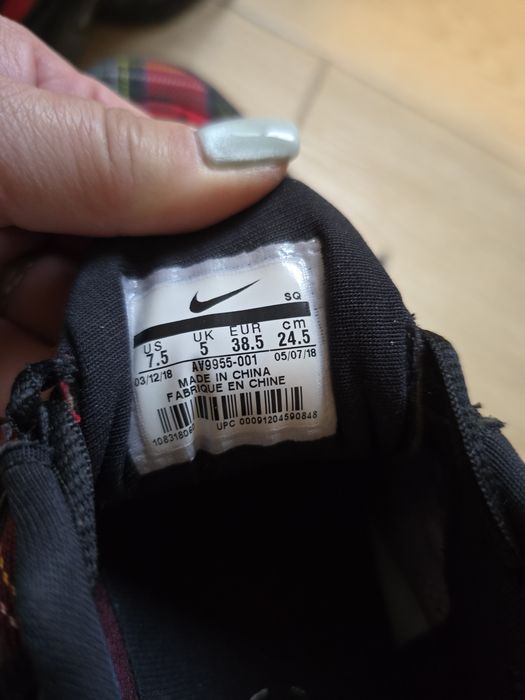 SQ
US UK EUR cm
7.5 5 38.5 24.5
03/12/18 AV9955-001 05/07/18
MADE IN CHINA
FABRIQUE EN CHINE
UPC 00091204590848